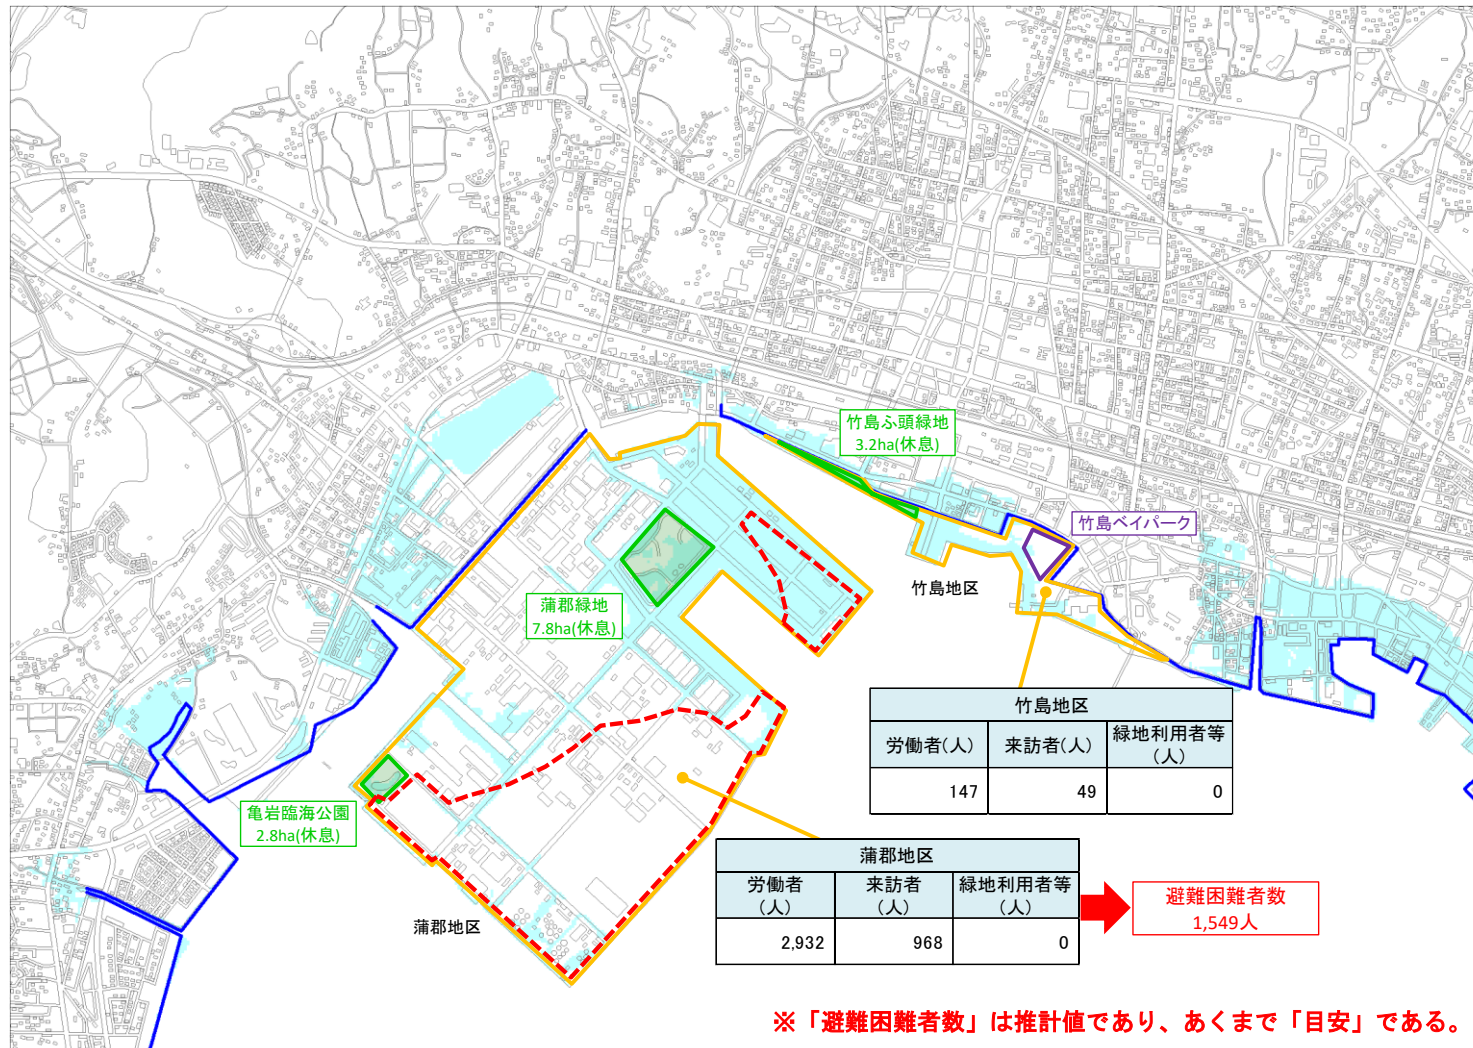 竹島ふ頭緑地
3.2ha(休息)
竹島ベイパーク
竹島地区
蒲郡緑地
7.8ha(休息)
亀岩臨海公園
2.8ha(休息)
蒲郡地区
竹島地区
労働者(人) 来訪者(人) 緑地利用者等
(人)
147 49 0
蒲郡地区
労働者 来訪者 緑地利用者等
(人) (人) (人)
2,932 968 0
避難困難者数
1,549人
※「避難困難者数」は推計値であり、あくまで「目安」である。